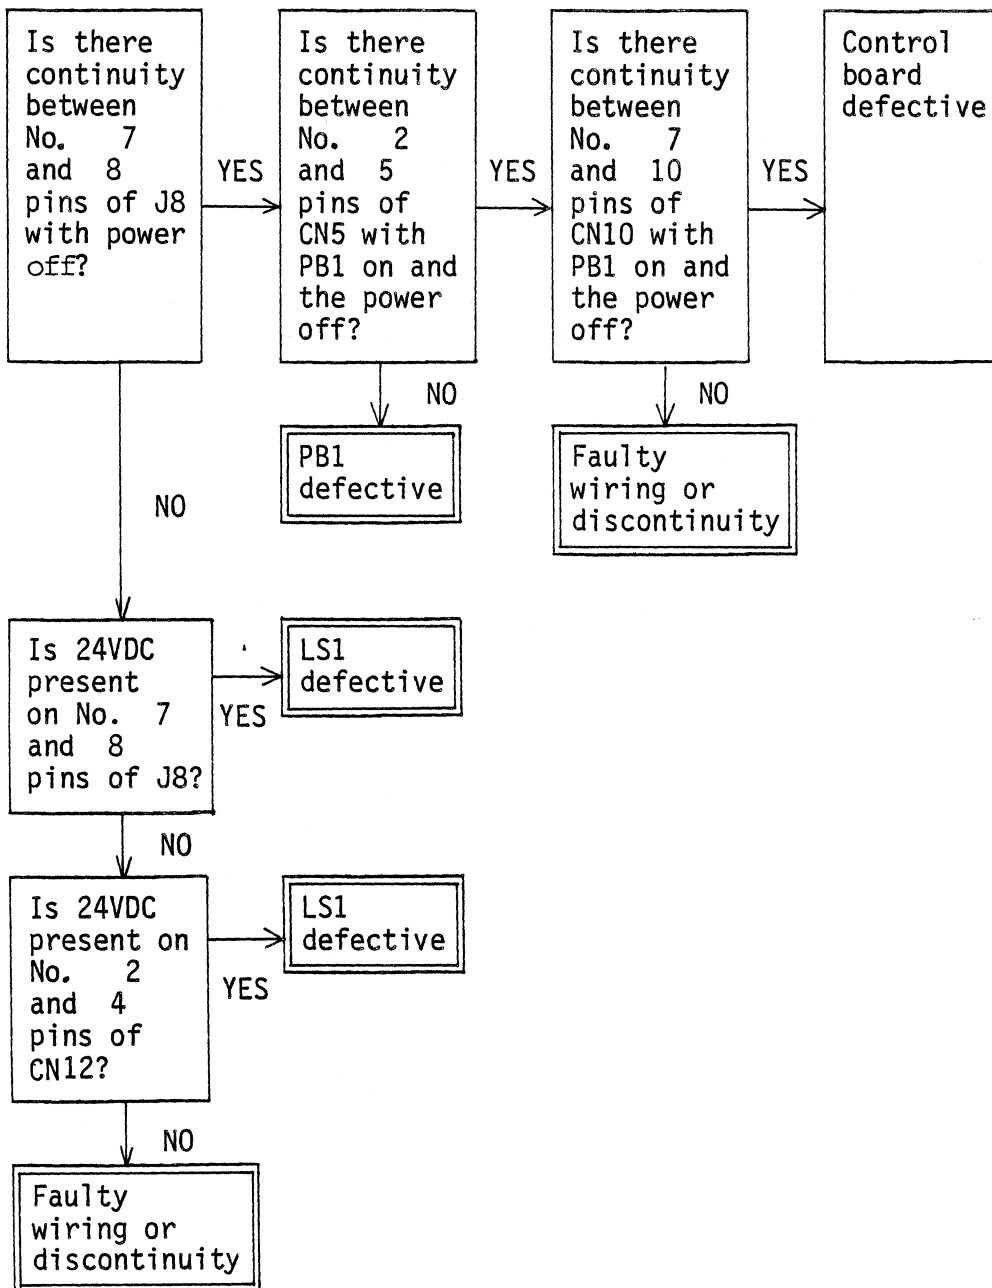 Is there
continuity
between
No. 7
and 8
pins of J8
with power
off?
YES
Is there
continuity
between
No. 2
and 5
pins of
CN5 with
PB1 on and
the power
off?
YES
Is there
continuity
between
No. 7
and 10
pins of
CN10 with
PB1 on and
the power
off?
YES
Control
board
defective
NO
PB1
defective
NO
Faulty
wiring or
discontinuity
NO
Is 24VDC
present
on No. 7
and 8
pins of J8?
YES
LS1
defective
NO
Is 24VDC
present on
No. 2
and 4
pins of
CN12?
YES
LS1
defective
NO
Faulty
wiring or
discontinuity